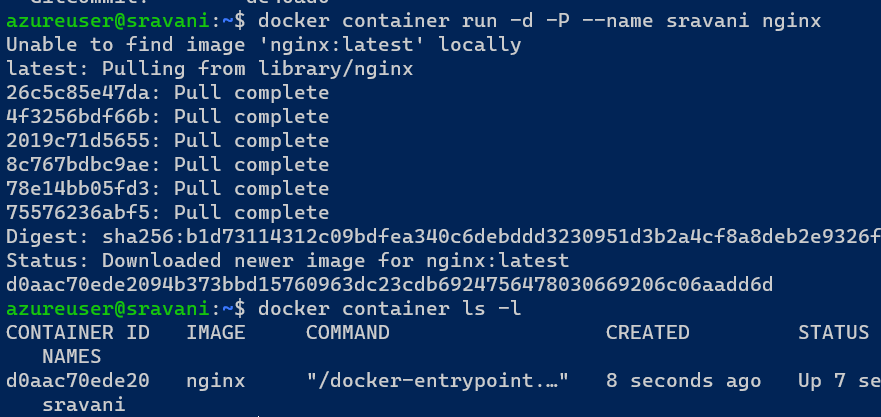 azureuser@sravani:~$ docker container run -d -P --name sravani nginx
Unable to find image 'nginx:latest' locally
latest: Pulling from library/nginx
26c5c85e47da: Pull complete
4f3256bdf66b: Pull complete
2019c71d5655: Pull complete
8c767bdbc9ae: Pull complete
78e14bb05fd3: Pull complete
75576236abf5: Pull complete
Digest: sha256:b1d73114312c09bdfea340c6debddd3230951d3b2a4cf8a8deb2e9326f
Status: Downloaded newer image for nginx:latest
d0aac70ede2094b373bbd15760963dc23cdb6924756478030669206c06aadd6d
azureuser@sravani:~$ docker container ls -l
CONTAINER ID   IMAGE     COMMAND                  CREATED         STATUS
   NAMES
d0aac70ede20   nginx     "/docker-entrypoint.…"   8 seconds ago   Up 7 se
   sravani